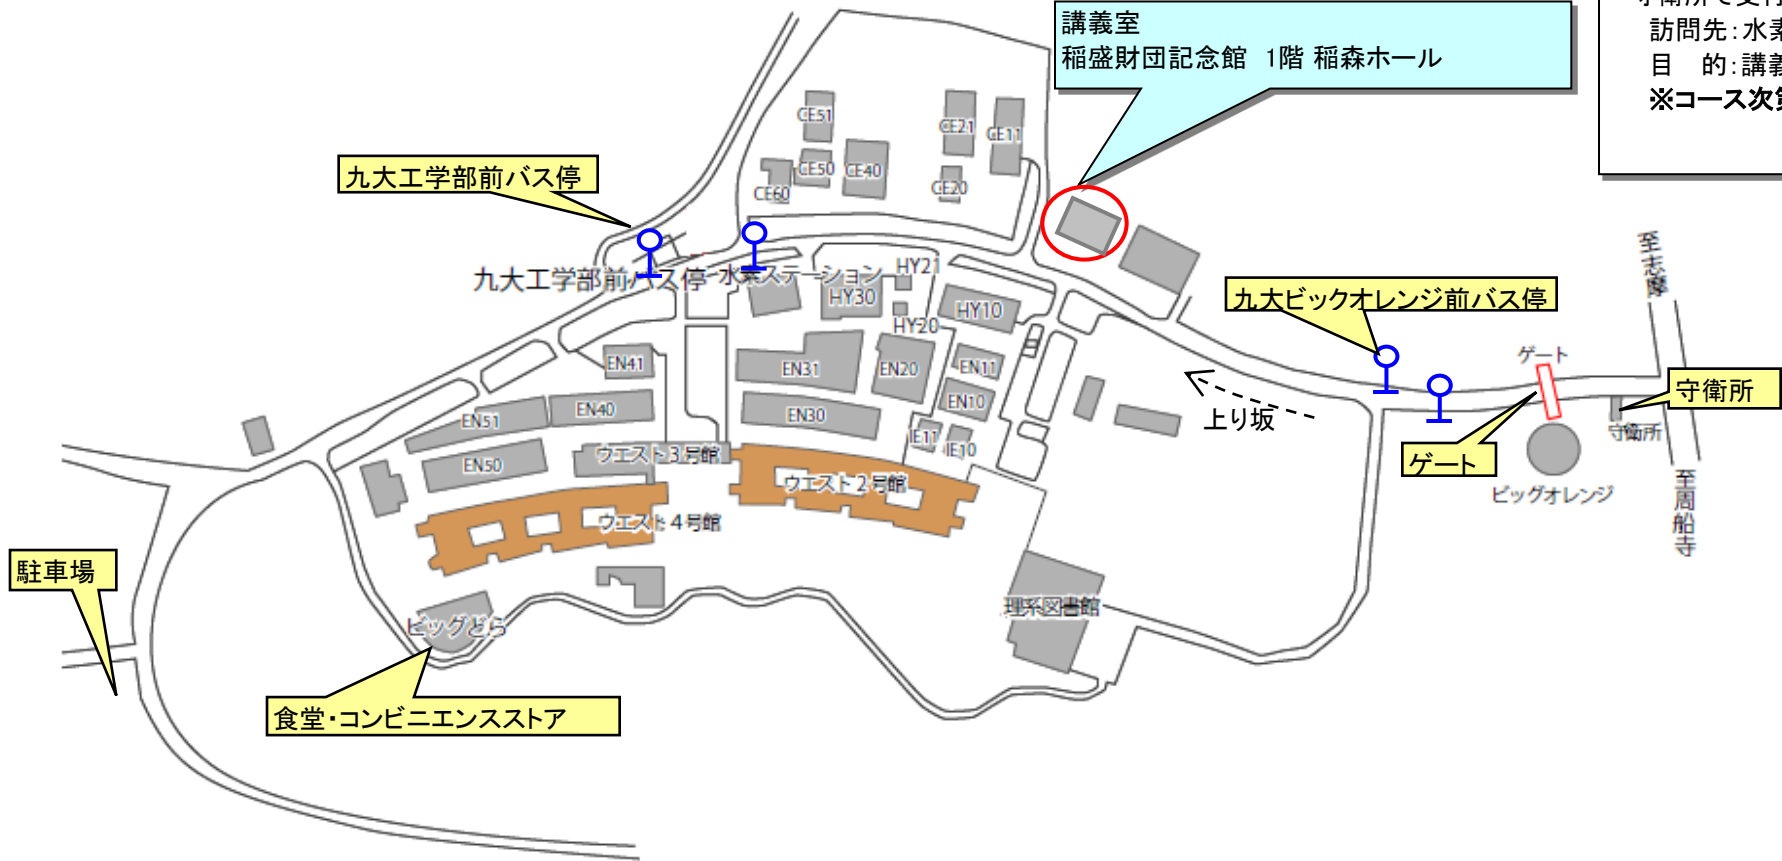 講義室
稲盛財団記念館 1階 稲森ホール
訪問先：水素
目 的：講義
※コース次第
九大工学部前バス停
九大工学部前バス停
水素ステーション
CE51
CE50
CE60
CE40
CE21
CE11
CE20
HY21
HY30
HY20
HY10
九大ビックオレンジ前バス停
至志摩
ゲート
守衛所
守衛所
ゲート
ビッグオレンジ
至周船寺
上り坂
EN41
EN31
EN20
EN11
EN10
EN51
EN40
EN30
IE11
IE10
EN50
ウエスト3号館
ウエスト2号館
ウエスト4号館
駐車場
ビッグどら
理系図書館
食堂・コンビニエンスストア